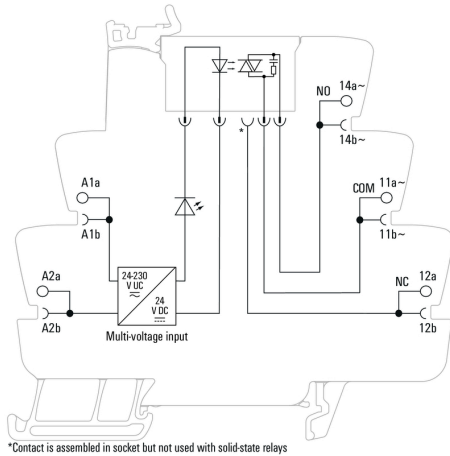 NO
14a~
14b~
*
A1a
A1b
COM
11a~
11b~
A2a
A2b
24-230
V UC
24
V DC
NC
12a
12b
Multi-voltage input
*Contact is assembled in socket but not used with solid-state relays